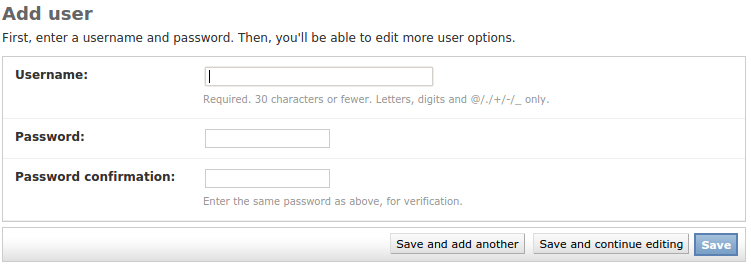 Add user
First, enter a username and password. Then, you'll be able to edit more user options.
Username:
Required. 30 characters or fewer. Letters, digits and @/./+/-/_ only.
Password:
Password confirmation:
Enter the same password as above, for verification.
Save and add another Save and continue editing Save